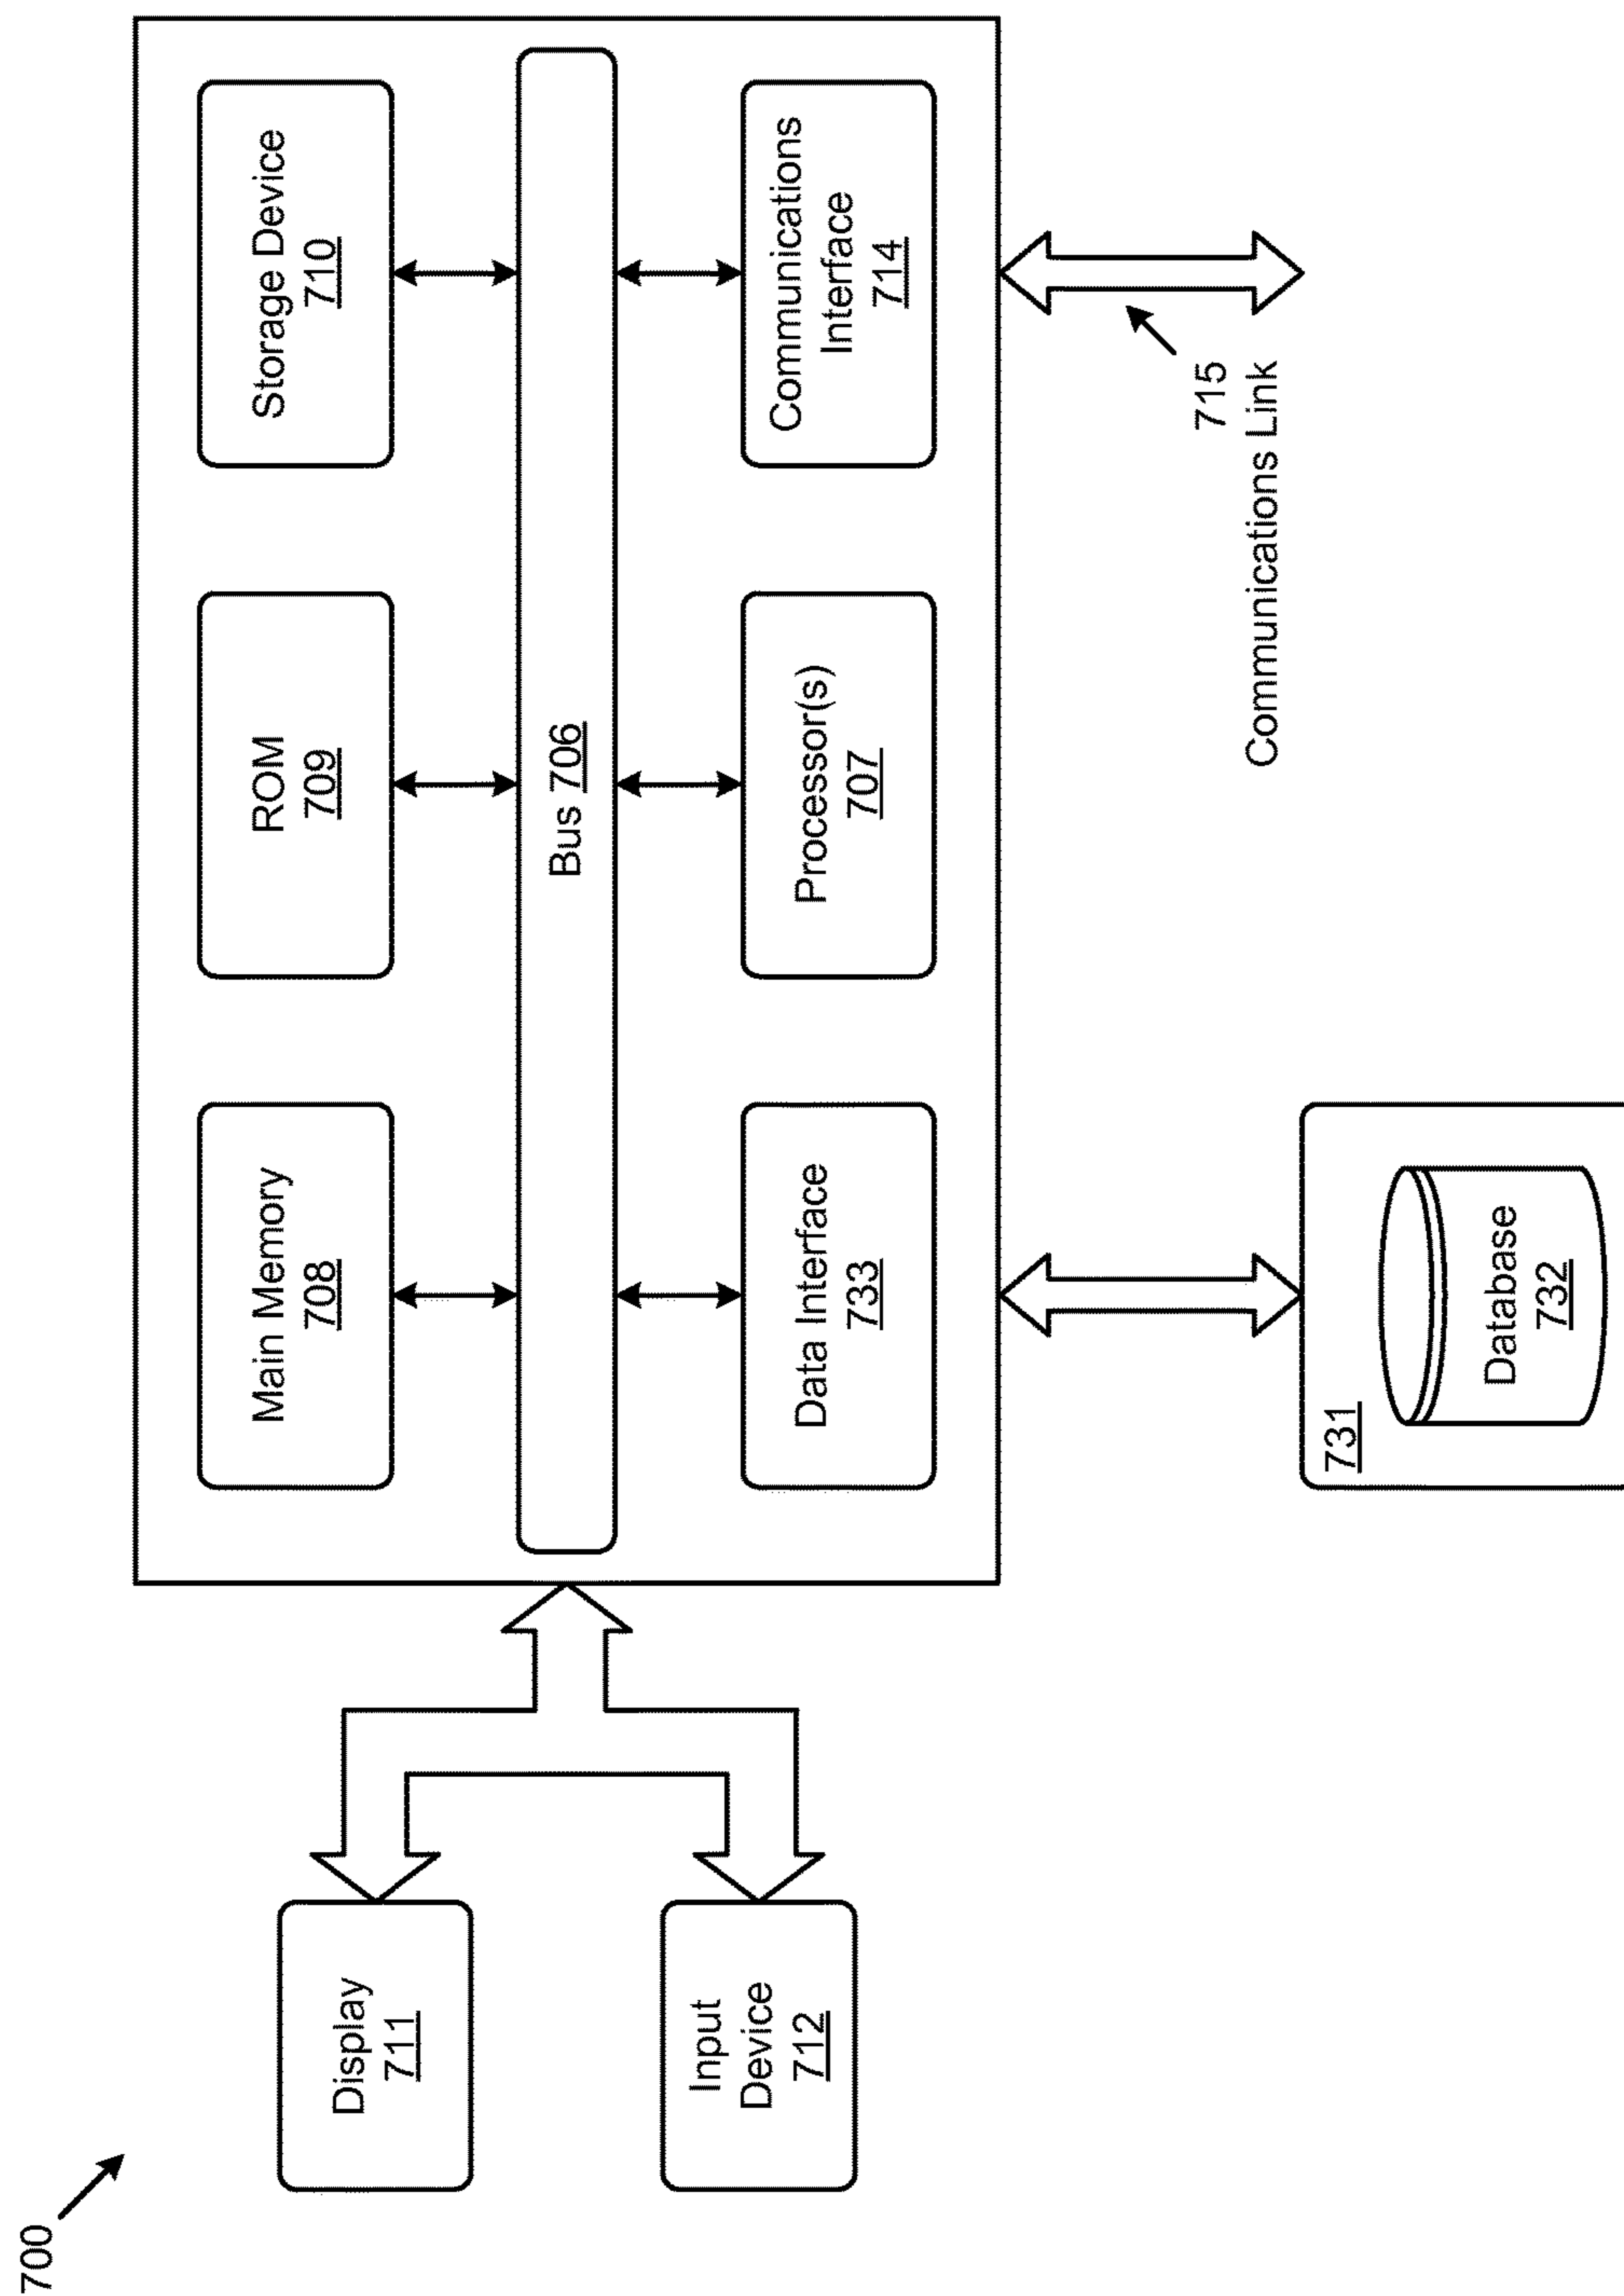 700
Display
711
Input
Device
712
Main Memory
708
ROM
709
Storage Device
710
Bus 706
Data Interface
733
Processor(s)
707
Communications
Interface
714
715
Communications Link
731
Database
732